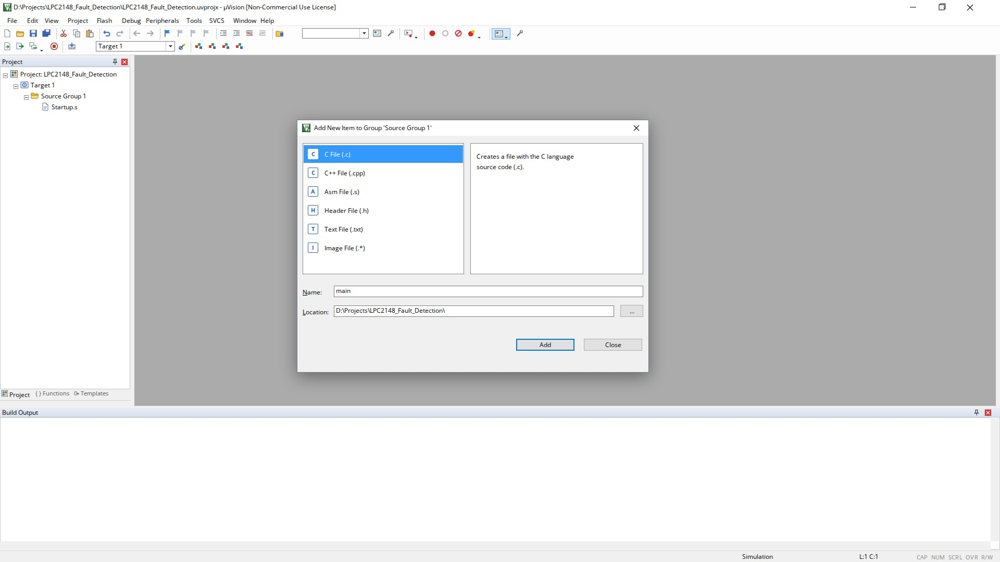 D:\Projects\LPC2148_Fault_Detection\LPC2148_Fault_Detection.uvprojx - µVision [Non-Commercial Use License]
File Edit View Project Flash Debug Peripherals Tools SVCS Window Help
Target 1
Project
Project: LPC2148_Fault_Detection
Target 1
Source Group 1
Startup.s
Add New Item to Group 'Source Group 1'
C C File (.c)
C C++ File (.cpp)
A Asm File (.s)
H Header File (.h)
T Text File (.txt)
I Image File (.*)
Creates a file with the C language
source code (.c).
Name: main
Location: D:\Projects\LPC2148_Fault_Detection\ ...
Add Close
Project { } Functions Templates
Build Output
Simulation L:1 C:1 CAP NUM SCRL OVR R/W